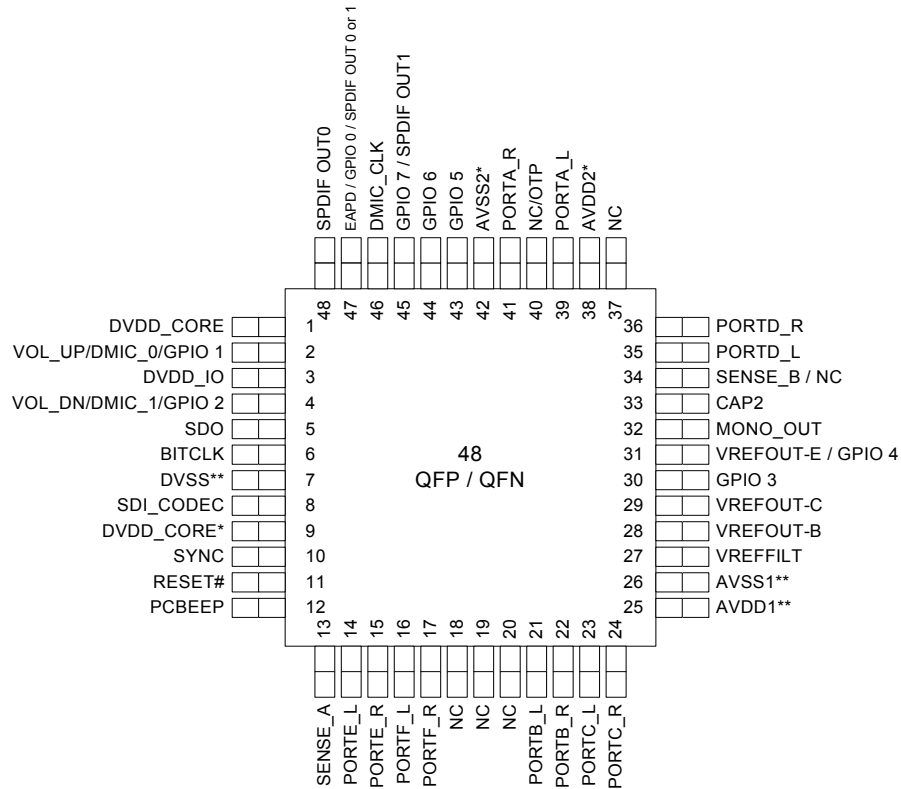 SPDIF OUT0
EAPD / GPIO 0 / SPDIF OUT 0 or 1
DMIC_CLK
GPIO 7 / SPDIF OUT1
GPIO 6
GPIO 5
AVSS2*
PORTA_R
NC/OTP
PORTA_L
AVDD2*
NC
48
47
46
45
44
43
42
41
40
39
38
37
DVDD_CORE 1
VOL_UP/DMIC_0/GPIO 1 2
DVDD_IO 3
VOL_DN/DMIC_1/GPIO 2 4
SDO 5
BITCLK 6
DVSS** 7
SDI_CODEC 8
DVDD_CORE* 9
SYNC 10
RESET# 11
PCBEEP 12
48
QFP / QFN
36 PORTD_R
35 PORTD_L
34 SENSE_B / NC
33 CAP2
32 MONO_OUT
31 VREFOUT-E / GPIO 4
30 GPIO 3
29 VREFOUT-C
28 VREFOUT-B
27 VREFFILT
26 AVSS1**
25 AVDD1**
13
14
15
16
17
18
19
20
21
22
23
24
SENSE_A
PORTE_L
PORTE_R
PORTF_L
PORTF_R
NC
NC
NC
PORTB_L
PORTB_R
PORTC_L
PORTC_R